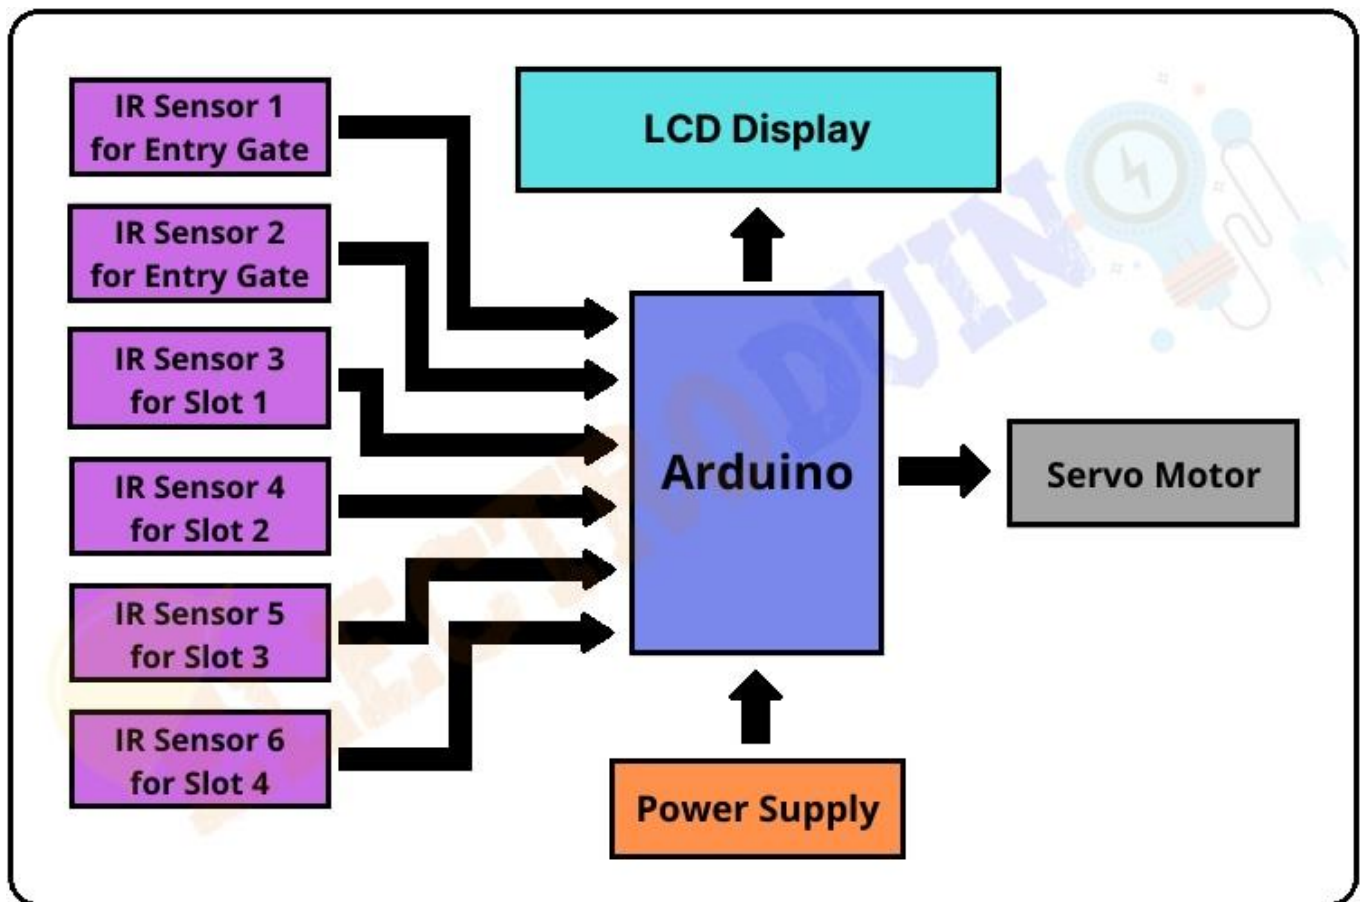 IR Sensor 1
for Entry Gate
IR Sensor 2
for Entry Gate
IR Sensor 3
for Slot 1
IR Sensor 4
for Slot 2
IR Sensor 5
for Slot 3
IR Sensor 6
for Slot 4
LCD Display
Arduino
Servo Motor
Power Supply
ELECTRODUINO